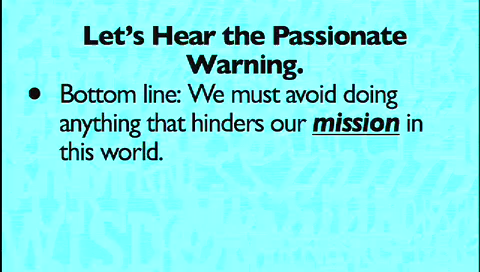 Let's Hear the Passionate
Warning.
• Bottom line: We must avoid doing
anything that hinders our mission in
this world.